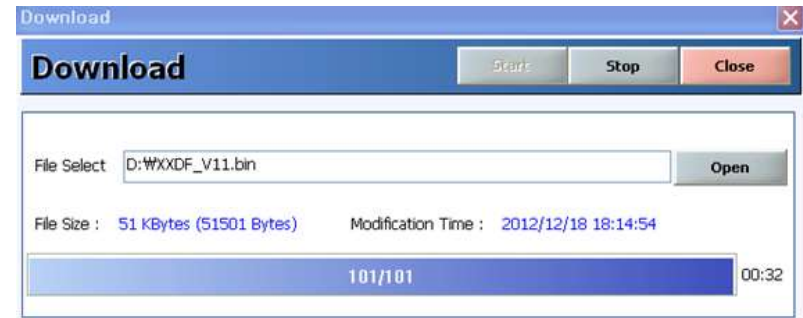 Download
Download Start Stop Close
File Select D:₩XXDF_V11.bin Open
File Size : 51 KBytes (51501 Bytes) Modification Time : 2012/12/18 18:14:54
101/101 00:32